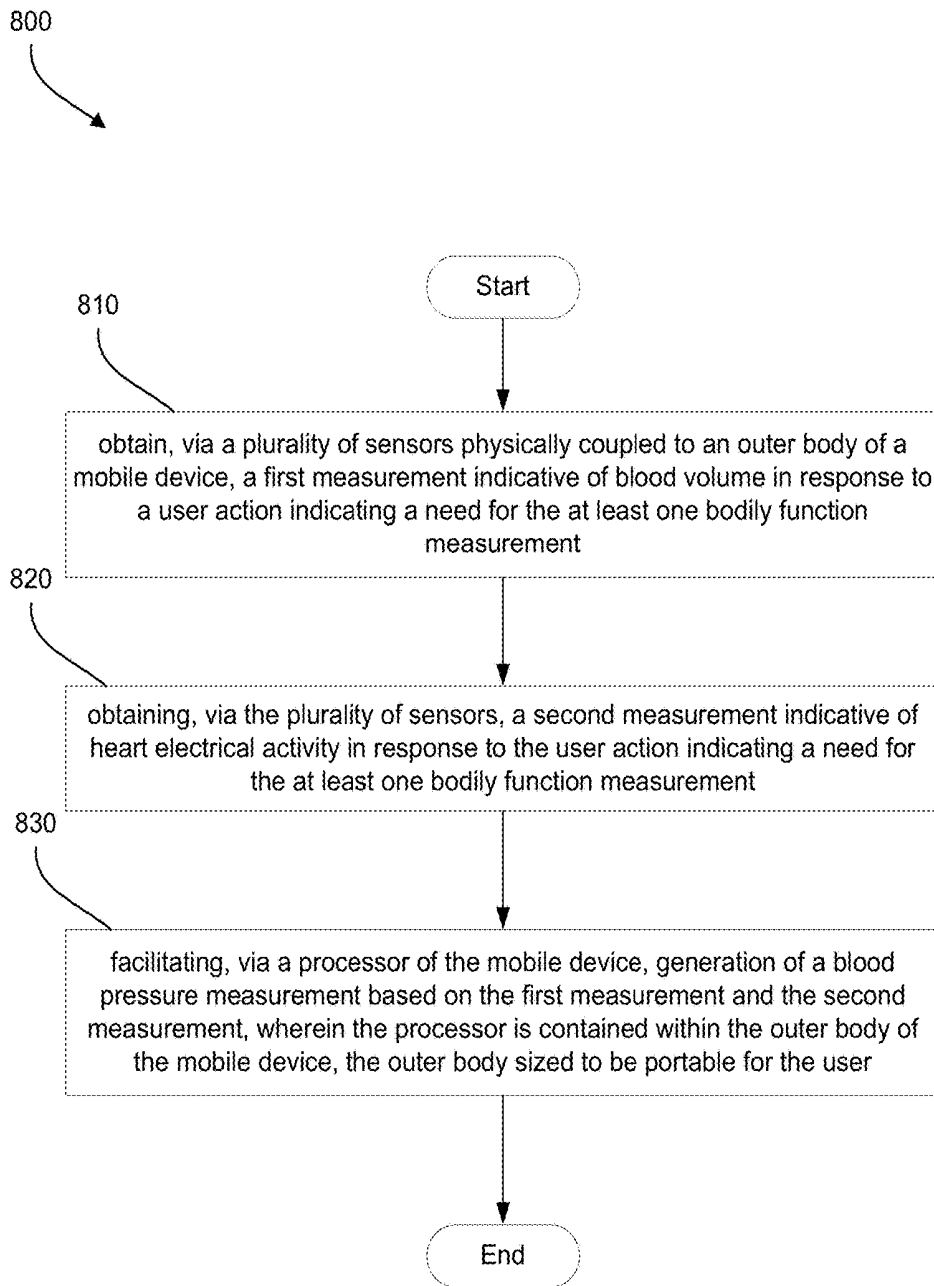 800
Start
810
obtain, via a plurality of sensors physically coupled to an outer body of a
mobile device, a first measurement indicative of blood volume in response to
a user action indicating a need for the at least one bodily function
measurement
820
obtaining, via the plurality of sensors, a second measurement indicative of
heart electrical activity in response to the user action indicating a need for
the at least one bodily function measurement
830
facilitating, via a processor of the mobile device, generation of a blood
pressure measurement based on the first measurement and the second
measurement, wherein the processor is contained within the outer body of
the mobile device, the outer body sized to be portable for the user
End